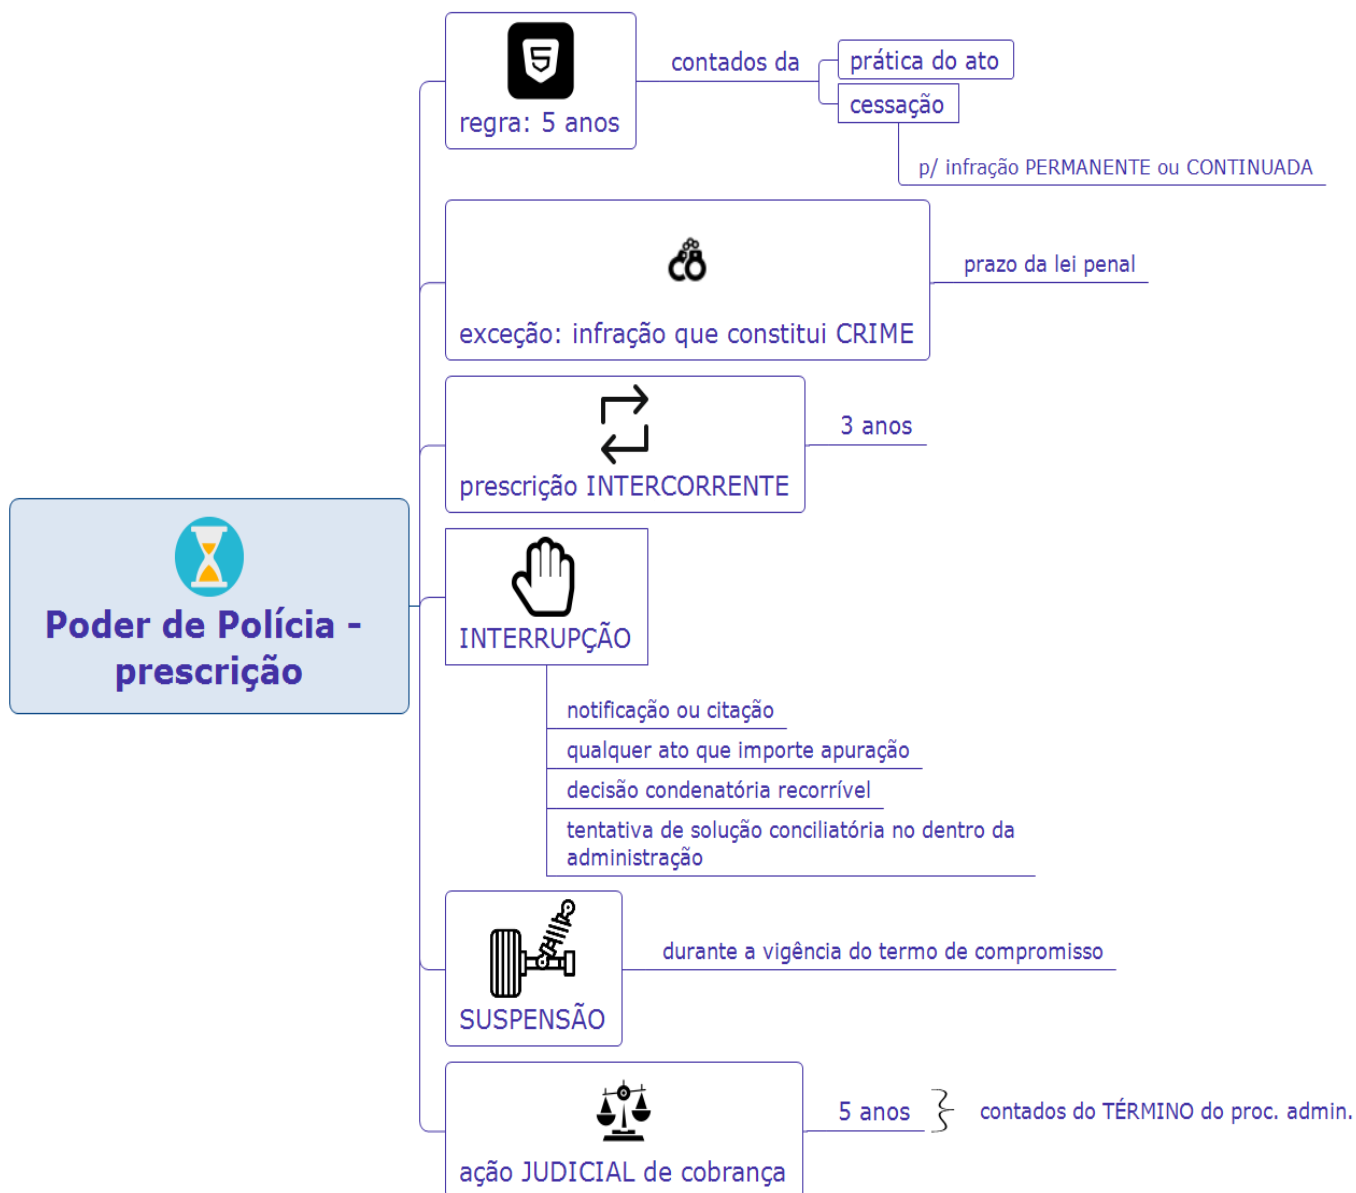 5
regra: 5 anos
contados da
prática do ato
cessação
p/ infração PERMANENTE ou CONTINUADA
exceção: infração que constitui CRIME
prazo da lei penal
prescrição INTERCORRENTE
3 anos
Poder de Polícia -
prescrição
INTERRUPÇÃO
notificação ou citação
qualquer ato que importe apuração
decisão condenatória recorrível
tentativa de solução conciliatória no dentro da
administração
SUSPENSÃO
durante a vigência do termo de compromisso
ação JUDICIAL de cobrança
5 anos
contados do TÉRMINO do proc. admin.